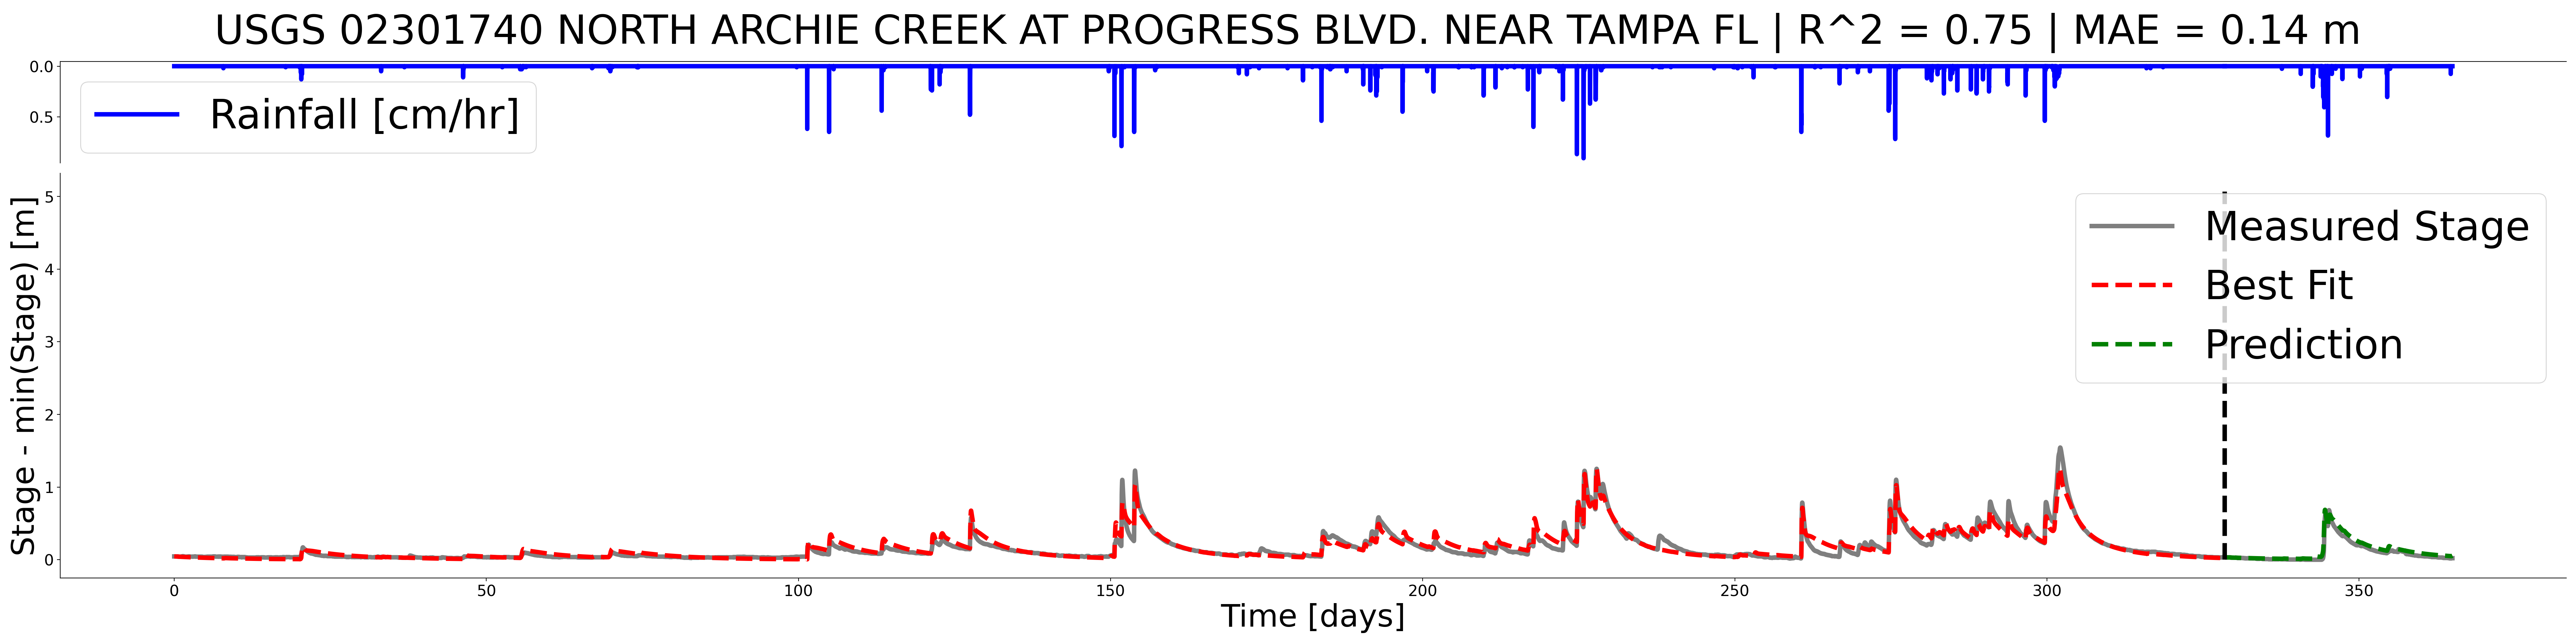 USGS 02301740 NORTH ARCHIE CREEK AT PROGRESS BLVD. NEAR TAMPA FL | R^2 = 0.75 | MAE = 0.14 m
0.0
0.5
Rainfall [cm/hr]
Stage - min(Stage) [m]
5
4
3
2
1
0
Measured Stage
Best Fit
Prediction
0 50 100 150 200 250 300 350
Time [days]